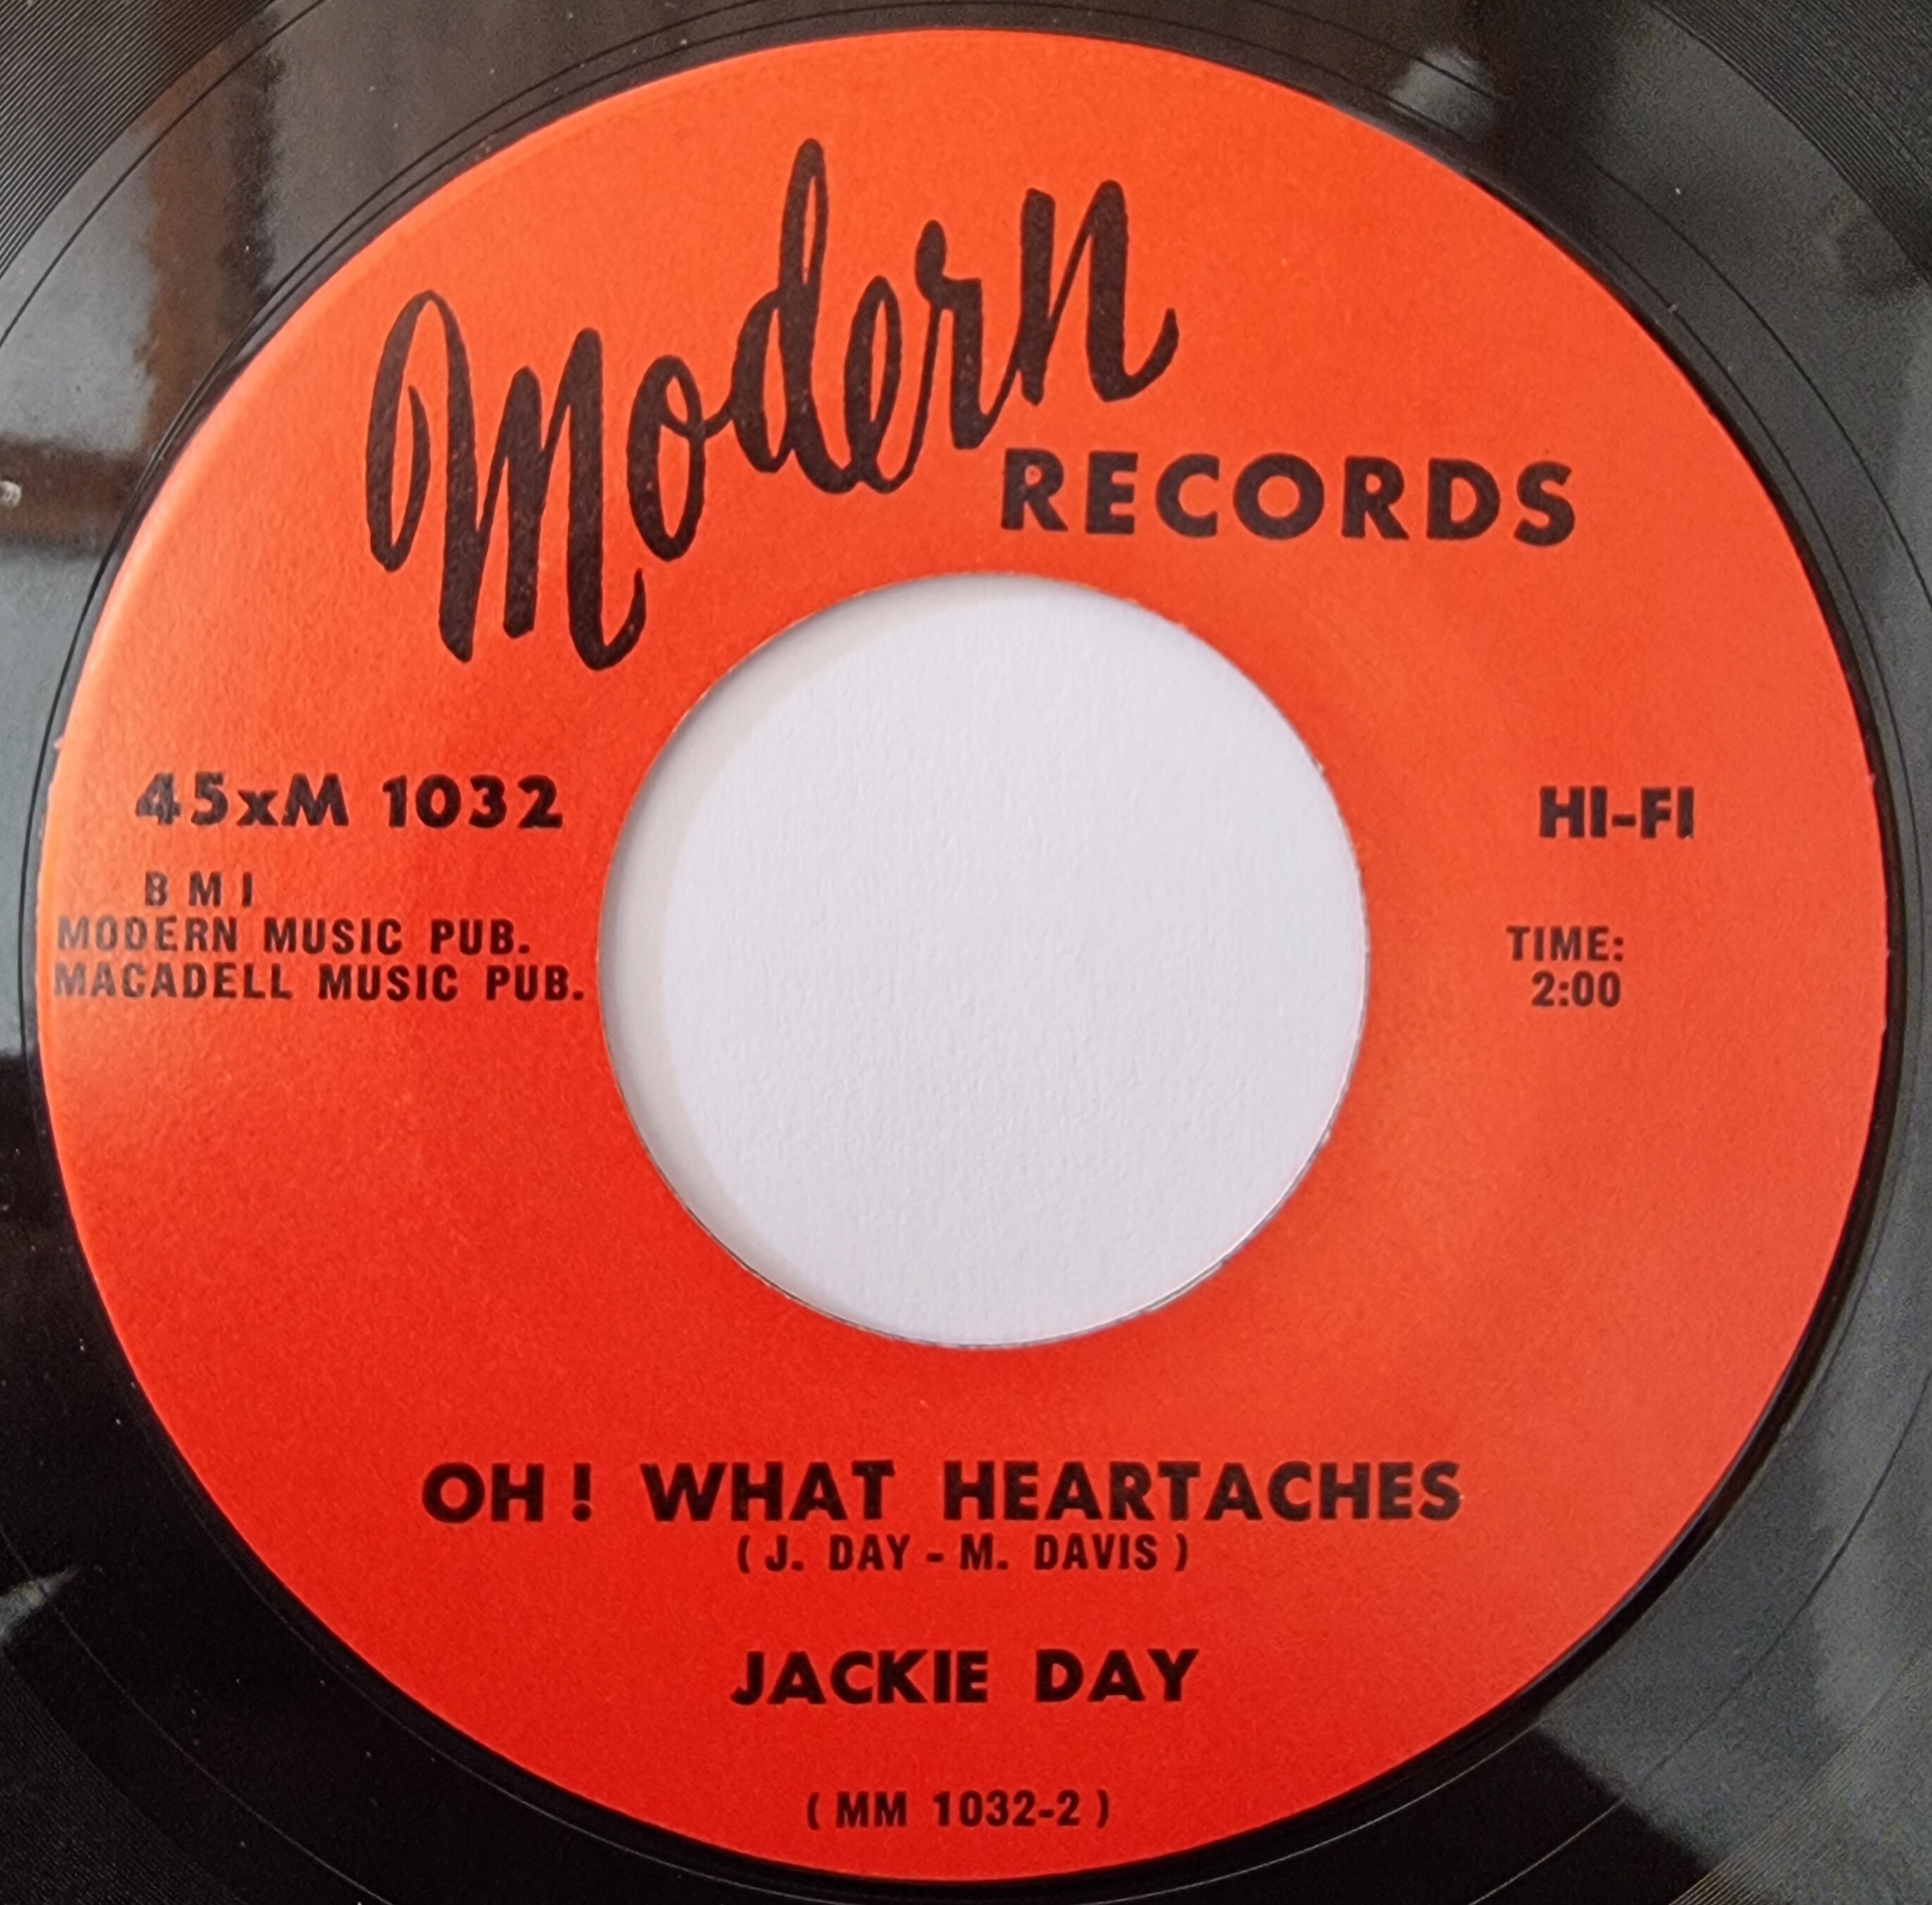 Modern
RECORDS
45xM 1032
HI-FI
BMI
MODERN MUSIC PUB.
MACADELL MUSIC PUB.
TIME:
2:00
OH! WHAT HEARTACHES
(J. DAY - M. DAVIS)
JACKIE DAY
(MM 1032-2)